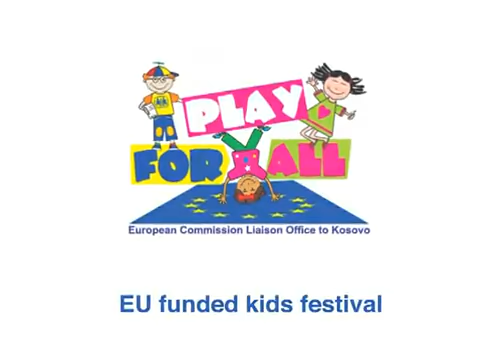 PLAY
FOR ALL
European Commission Liaison Office to Kosovo
EU funded kids festival